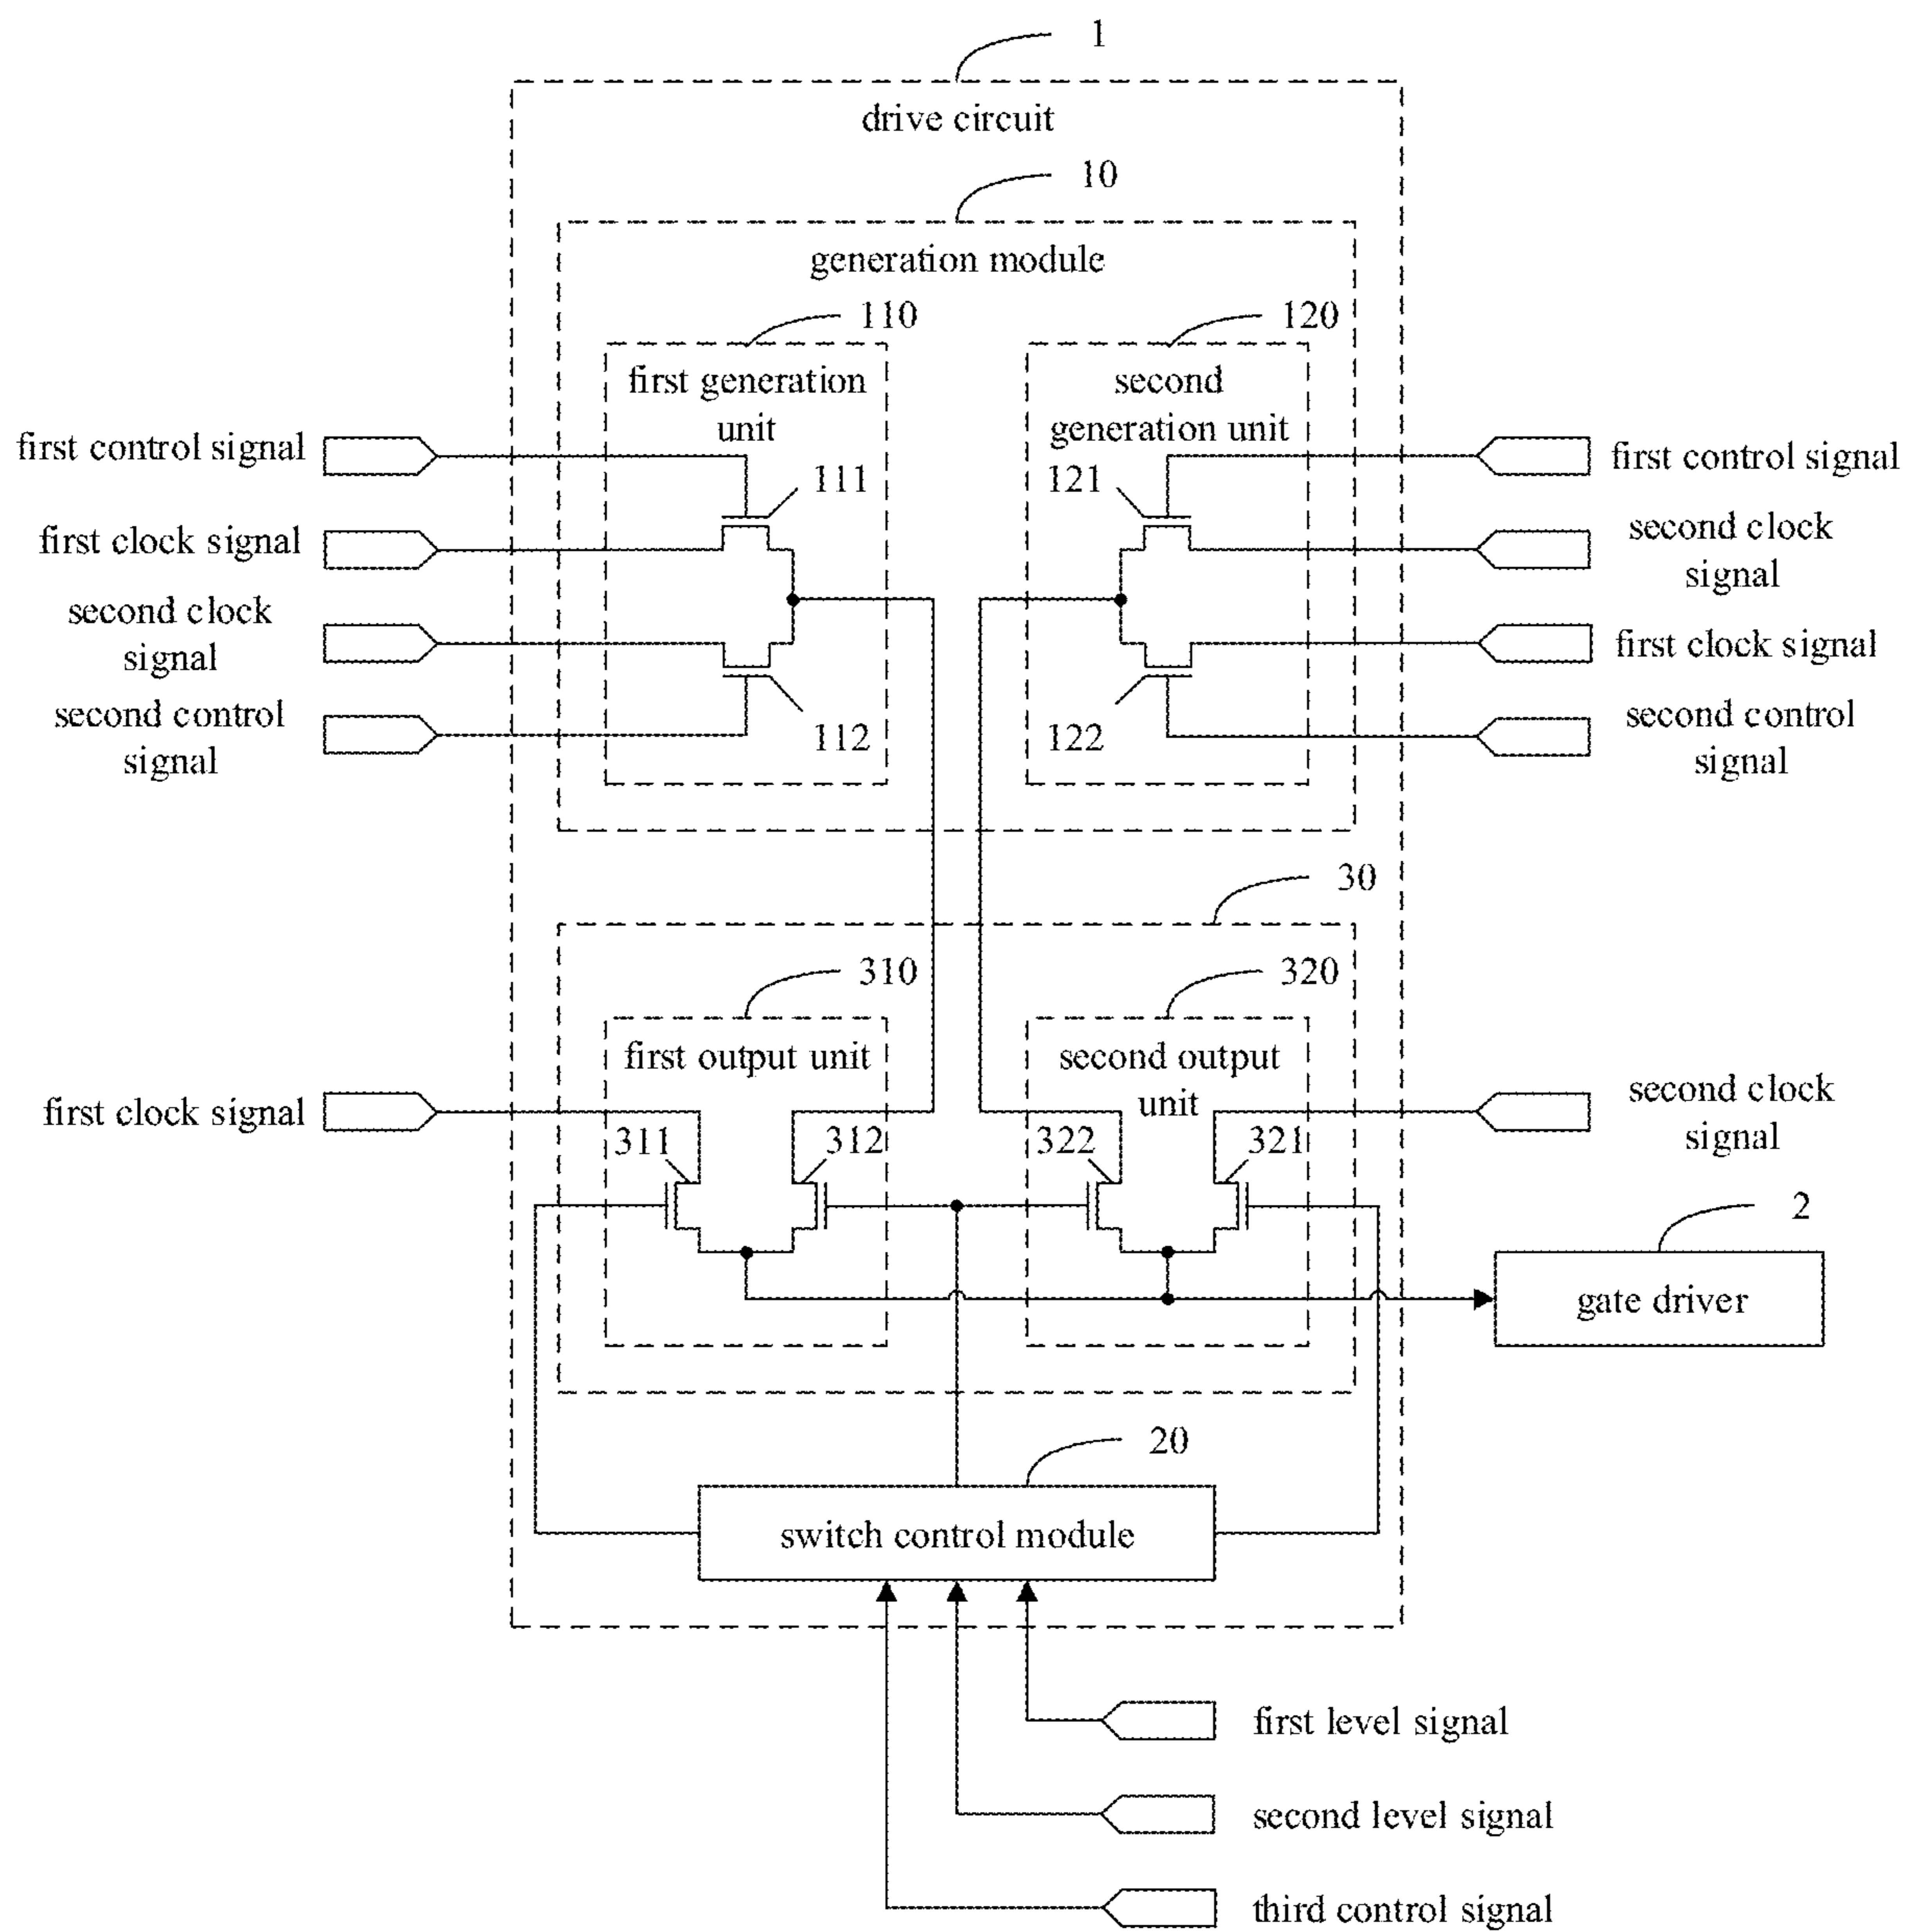 1
drive circuit
10
generation module
110
120
first generation
unit
second
generation unit
first control signal
111
121
first control signal
first clock signal
second clock
signal
second clock
signal
first clock signal
second control
signal
112
122
second control
signal
30
310
320
first output unit
second output
unit
first clock signal
second clock
signal
311
312
322
321
2
gate driver
20
switch control module
first level signal
second level signal
third control signal